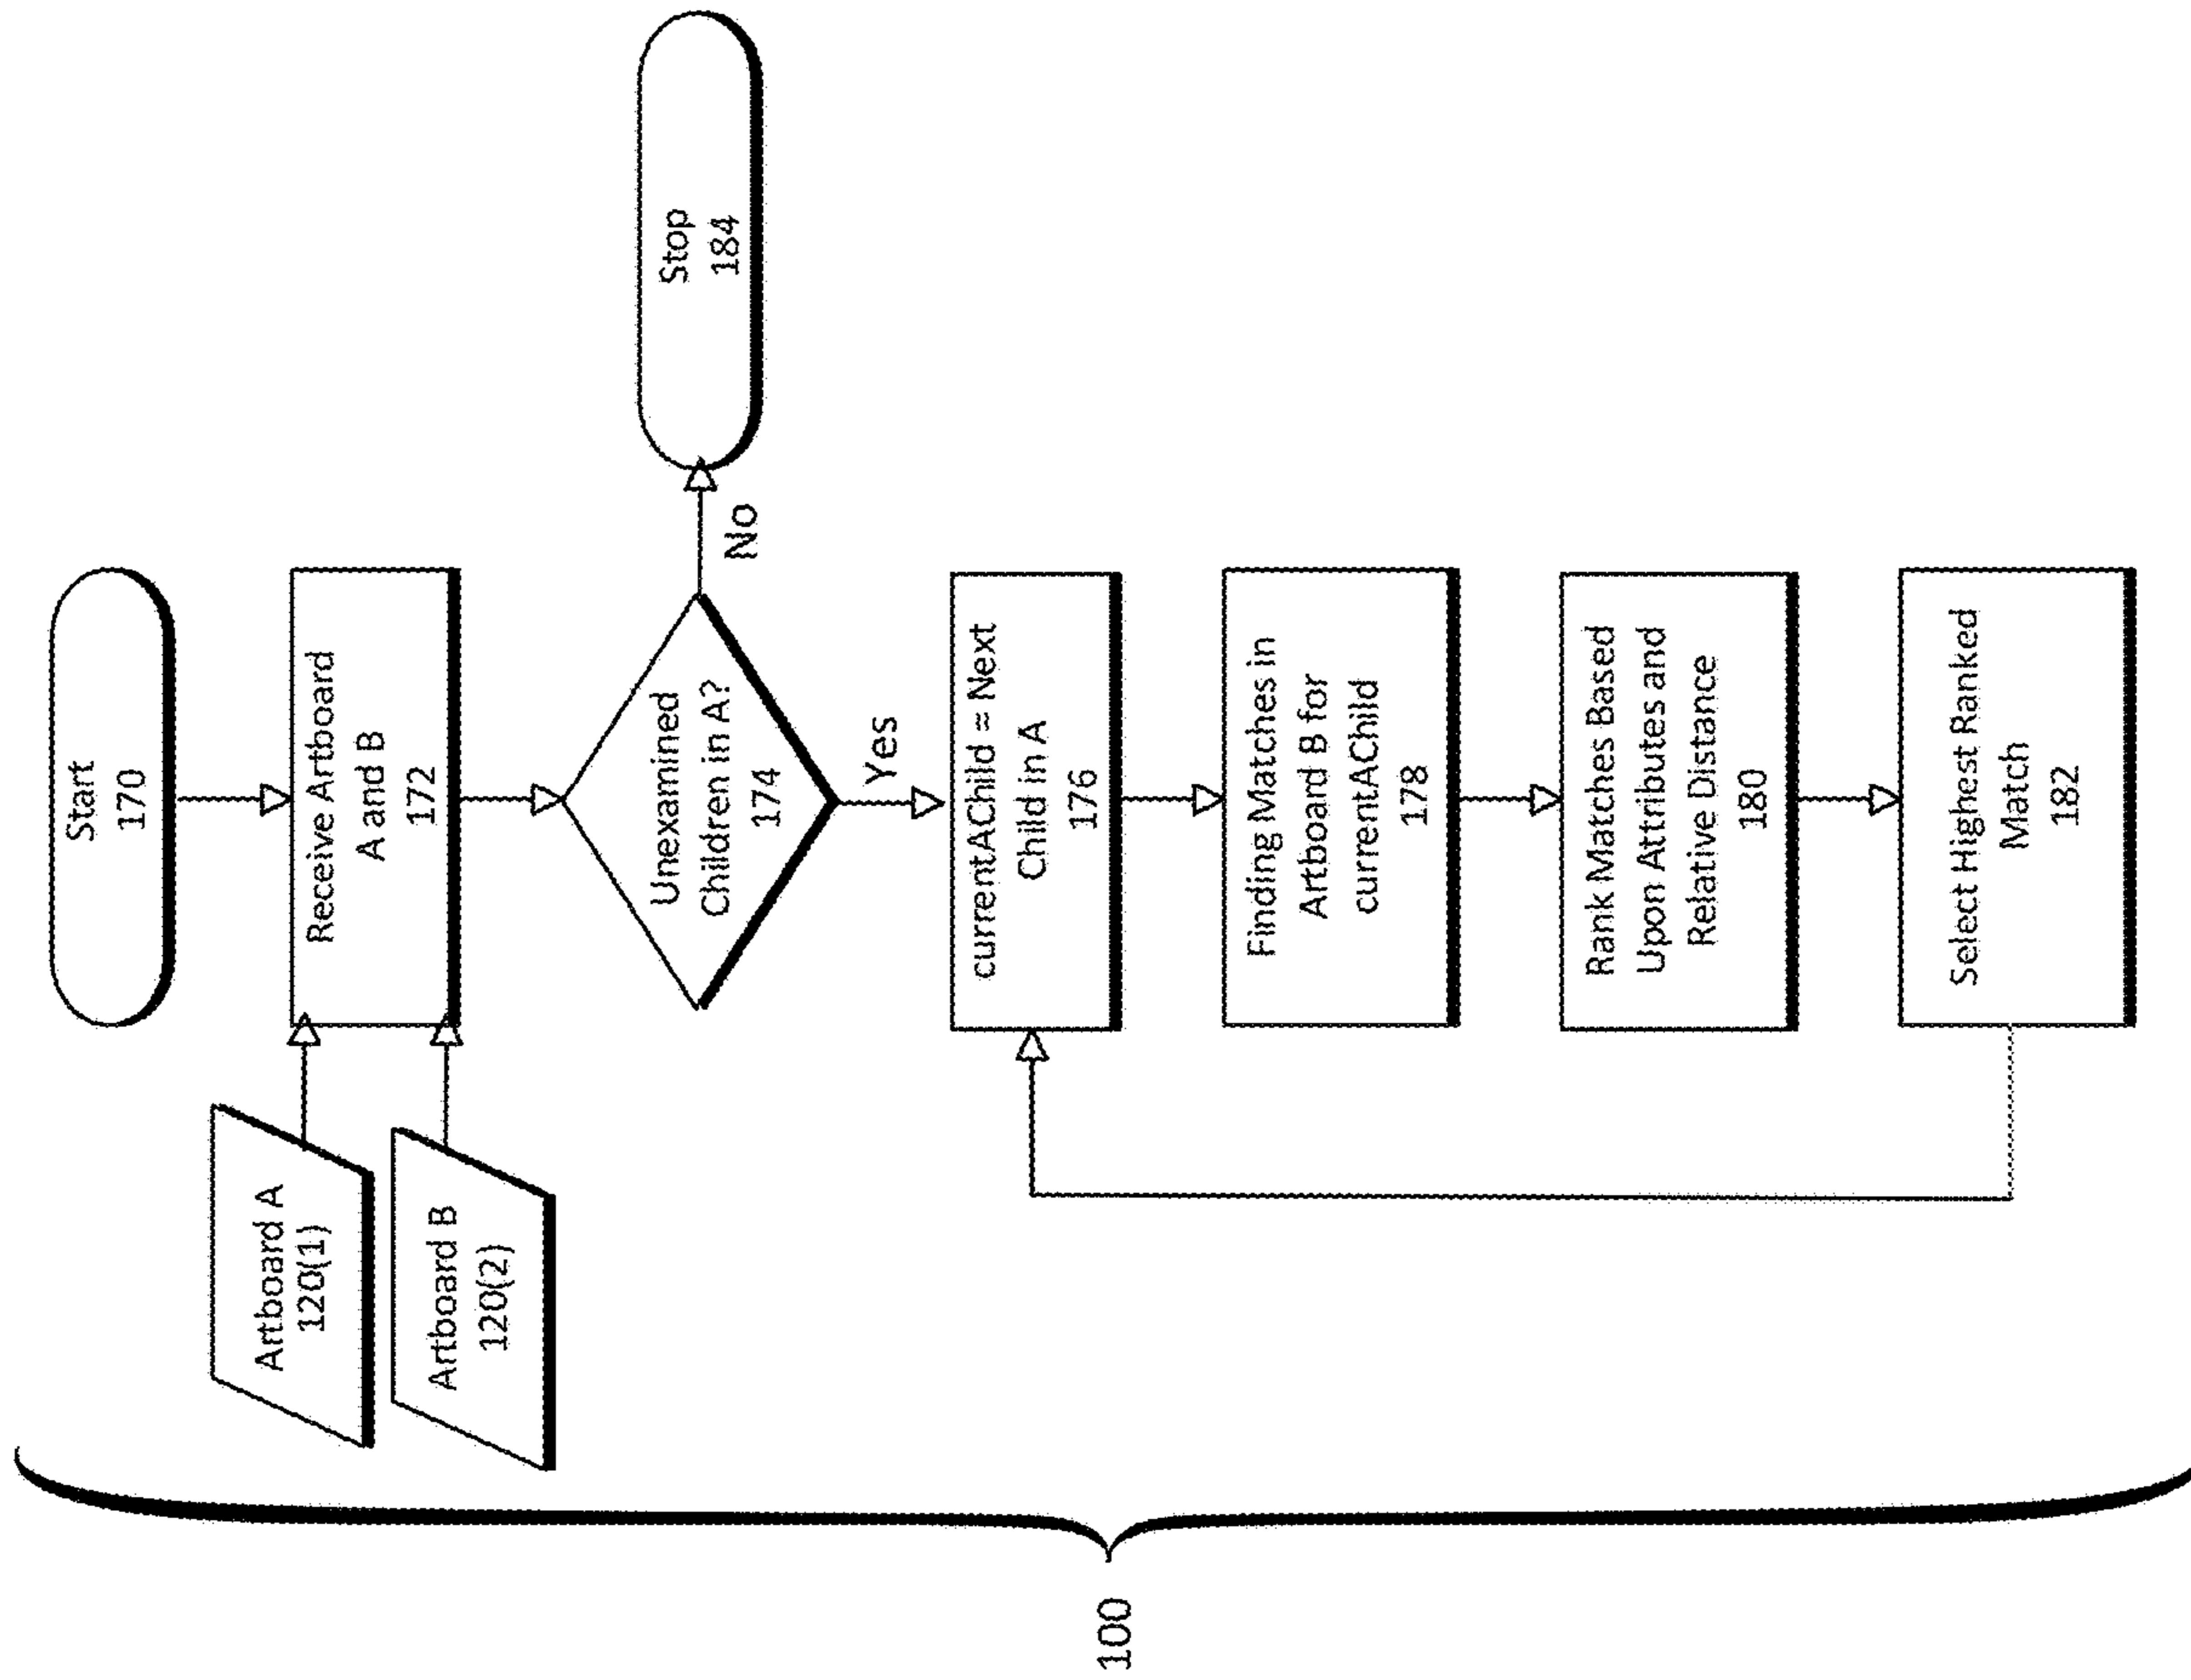 Start
170
Artboard A
120(1)
Receive Artboard
A and B
172
Artboard B
120(2)
Unexamined
Children in A?
174
No
Stop
184
Yes
currentAChild = Next
Child in A
176
Finding Matches in
Artboard B for
currentAChild
178
Rank Matches Based
Upon Attributes and
Relative Distance
180
Select Highest Ranked
Match
182
100